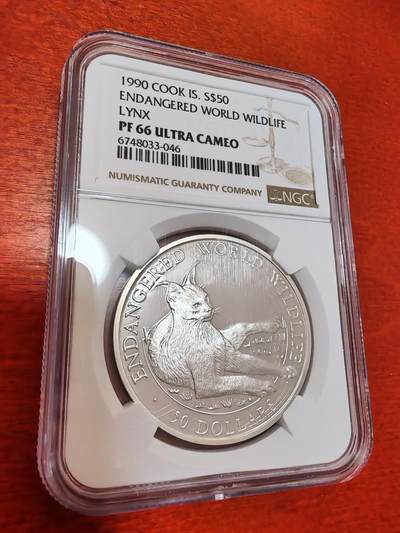 1990 COOK IS. S$50
ENDANGERED WORLD WILDLIFE
LYNX
PF 66 ULTRA CAMEO
6748033-046
NUMISMATIC GUARANTY COMPANY
NGC
ENDANGERED WORLD WILDLIFE
50 DOLLARS